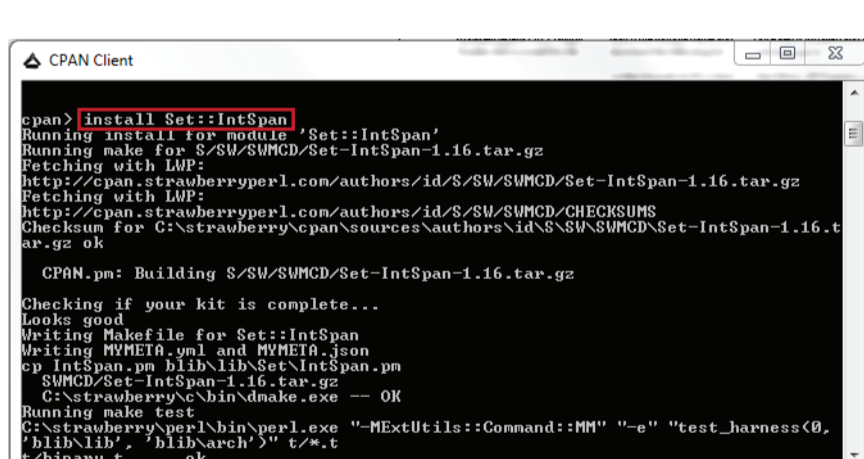 CPAN Client
cpan> install Set::IntSpan
Running install for module 'Set::IntSpan'
Running make for S/SW/SWMCD/Set-IntSpan-1.16.tar.gz
Fetching with LWP:
http://cpan.strawberryperl.com/authors/id/S/SW/SWMCD/Set-IntSpan-1.16.tar.gz
Fetching with LWP:
http://cpan.strawberryperl.com/authors/id/S/SW/SWMCD/CHECKSUMS
Checksum for C:\strawberry\cpan\sources\authors\id\S\SW\SWMCD\Set-IntSpan-1.16.t
ar.gz ok
CPAN.pm: Building S/SW/SWMCD/Set-IntSpan-1.16.tar.gz
Checking if your kit is complete...
Looks good
Writing Makefile for Set::IntSpan
Writing MYMETA.yml and MYMETA.json
cp IntSpan.pm blib\lib\Set\IntSpan.pm
SWMCD/Set-IntSpan-1.16.tar.gz
C:\strawberry\c\bin\dmake.exe -- OK
Running make test
C:\strawberry\perl\bin\perl.exe "-MExtUtils::Command::MM" "-e" "test_harness(0,
'blib\lib', 'blib\arch')" t/*.t
t/binary.t ..... ok